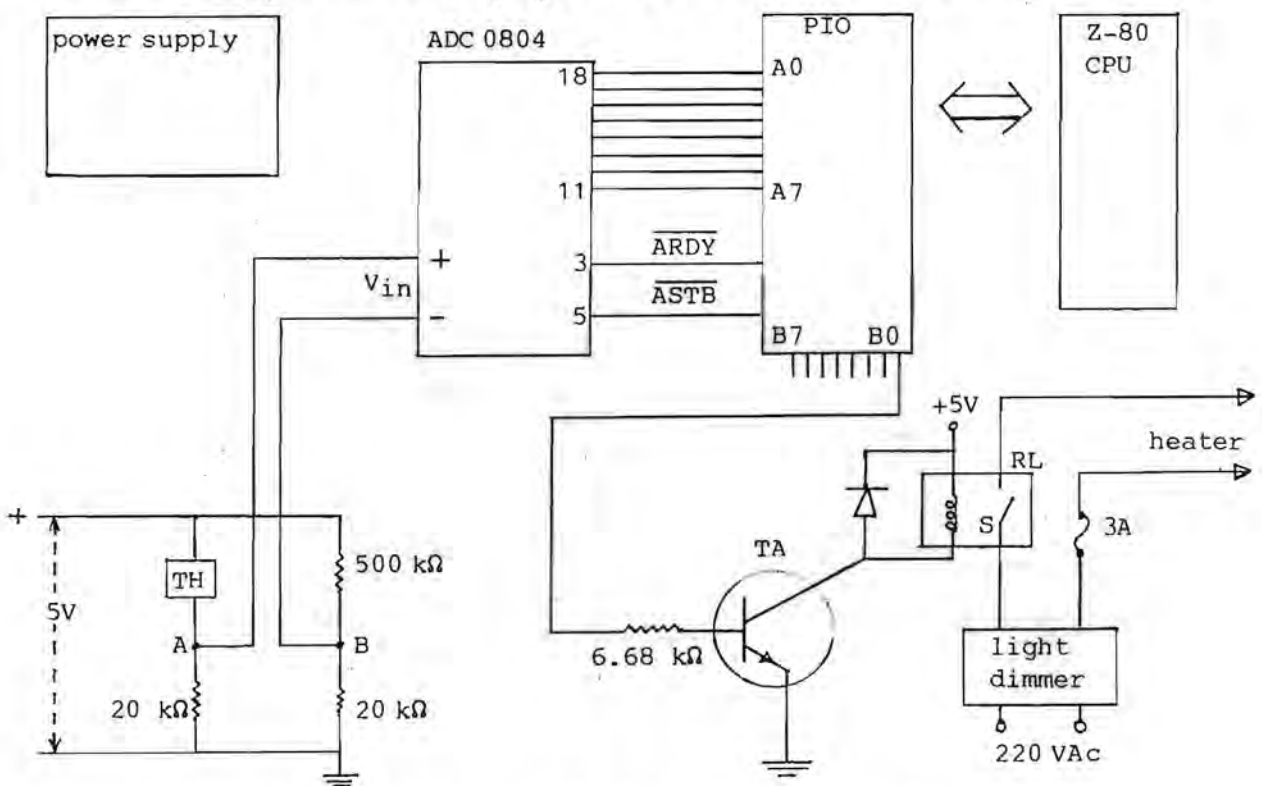 power supply
ADC 0804
18
11
3
5
+
Vin
-
PIO
A0
A7
ARDY
ASTB
B7 B0
Z-80
CPU
+5V
RL
S
heater
3A
TA
6.68 kΩ
light
dimmer
220 VAc
+
5V
TH
A
500 kΩ
B
20 kΩ
20 kΩ